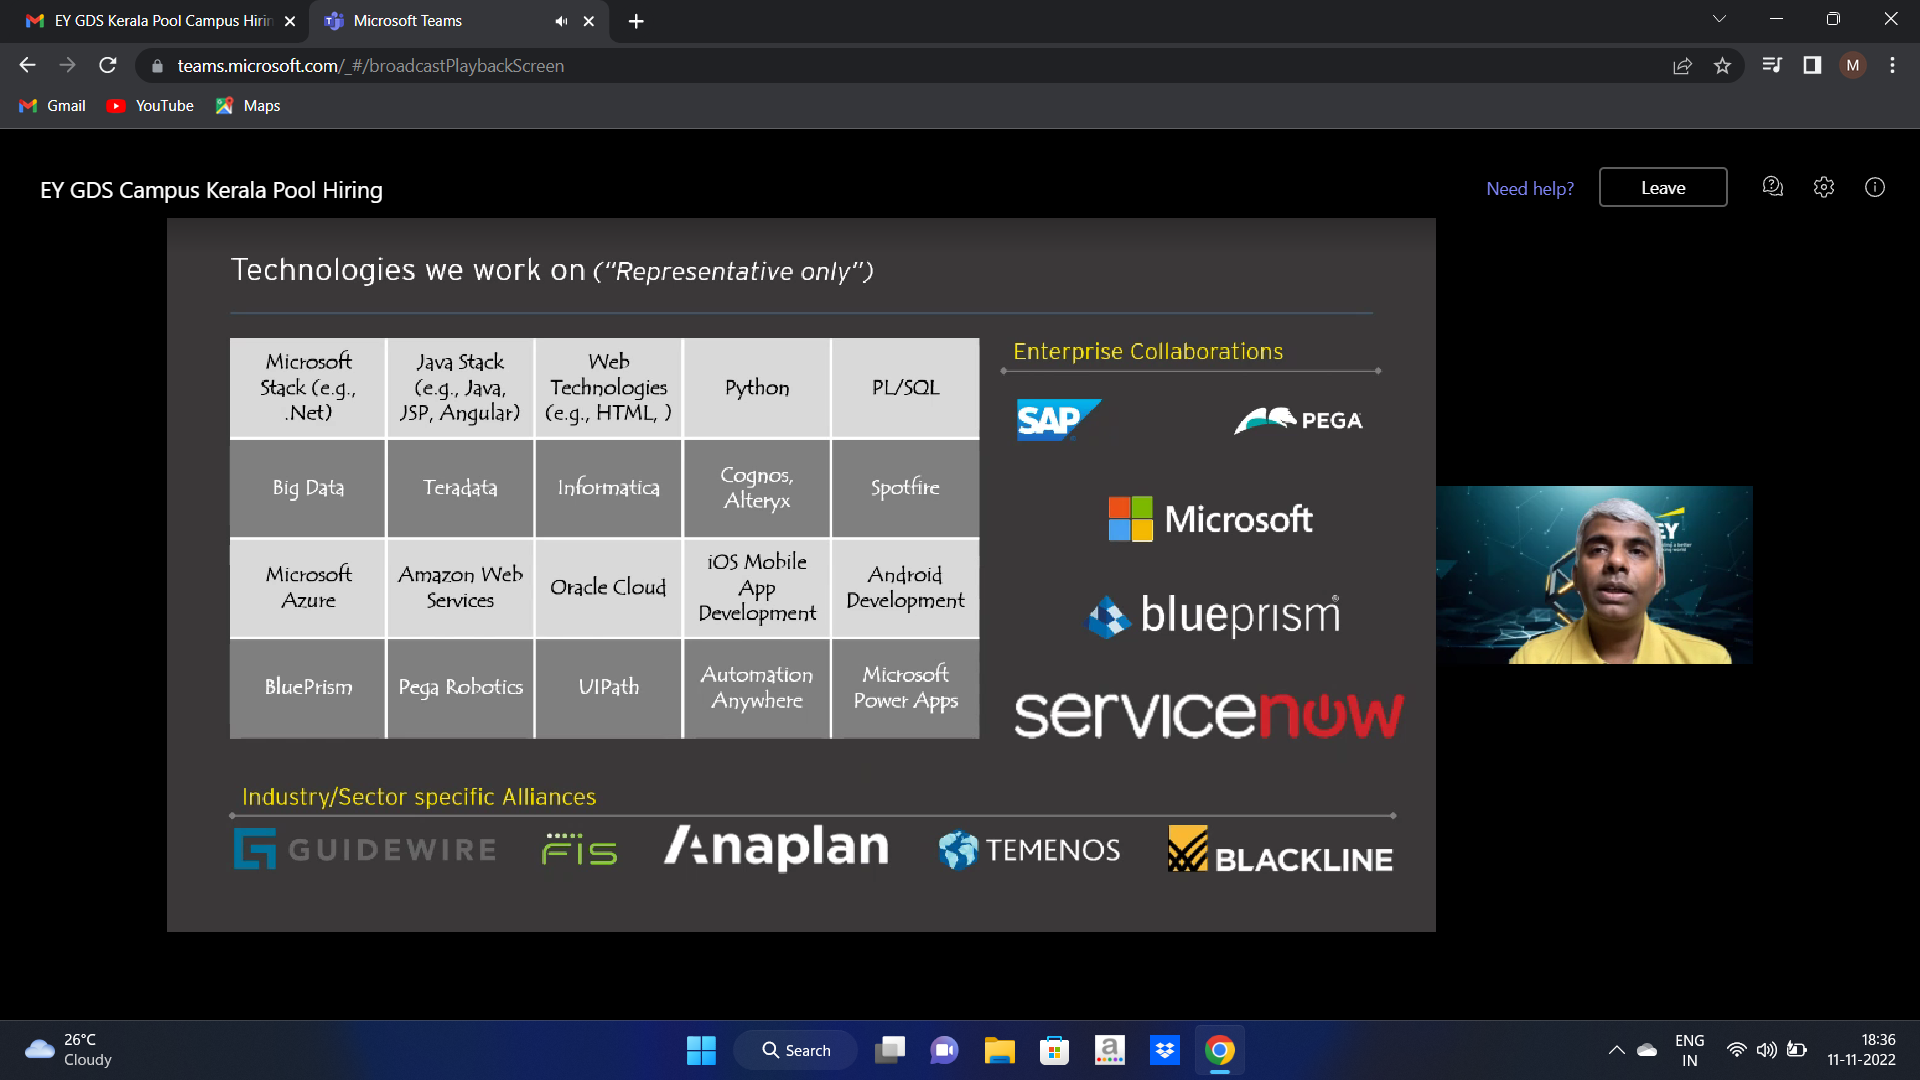 EY GDS Kerala Pool Campus Hirin
Microsoft Teams
teams.microsoft.com/_#/broadcastPlaybackScreen
M
Gmail
YouTube
Maps
EY GDS Campus Kerala Pool Hiring
Need help?
Leave
Technologies we work on ("Representative only")
Microsoft
Stack (e.g.,
.Net)
Java Stack
(e.g., Java,
JSP, Angular)
Web
Technologies
(e.g., HTML, )
Python
PL/SQL
Big Data
Teradata
Informatica
Cognos,
Alteryx
Spotfire
Microsoft
Azure
Amazon Web
Services
Oracle Cloud
iOS Mobile
App
Development
Android
Development
BluePrism
Pega Robotics
UIPath
Automation
Anywhere
Microsoft
Power Apps
Enterprise Collaborations
SAP
PEGA
Microsoft
blueprism®
servicenow
EY
Industry/Sector specific Alliances
GUIDEWIRE
FIS
Anaplan
TEMENOS
BLACKLINE
26°C
Cloudy
Search
a
ENG
IN
18:36
11-11-2022